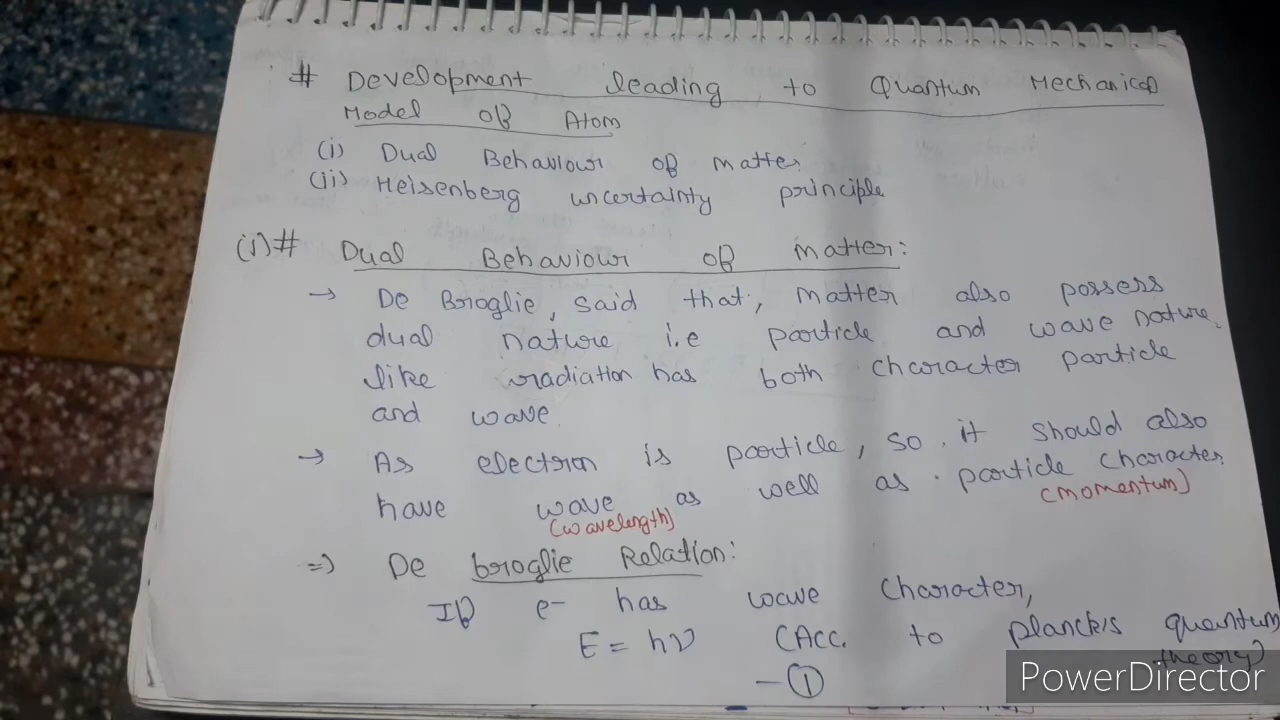 # Development leading to Quantum Mechanical
Model of Atom
(i) Dual Behaviour of matter
(ii) Heisenberg uncertainty principle
(i)# Dual Behaviour of matter:
→ De Broglie, said that, matter also possess
dual nature i.e particle and wave nature.
like radiation has both character particle
and wave.
→ As electron is particle, so, it should also
have wave as well as particle character
(wavelength) (momentum)
=) De broglie Relation:
If e- has wave character,
E = hν (Acc. to planck's quantum
theory)
- ①
PowerDirector